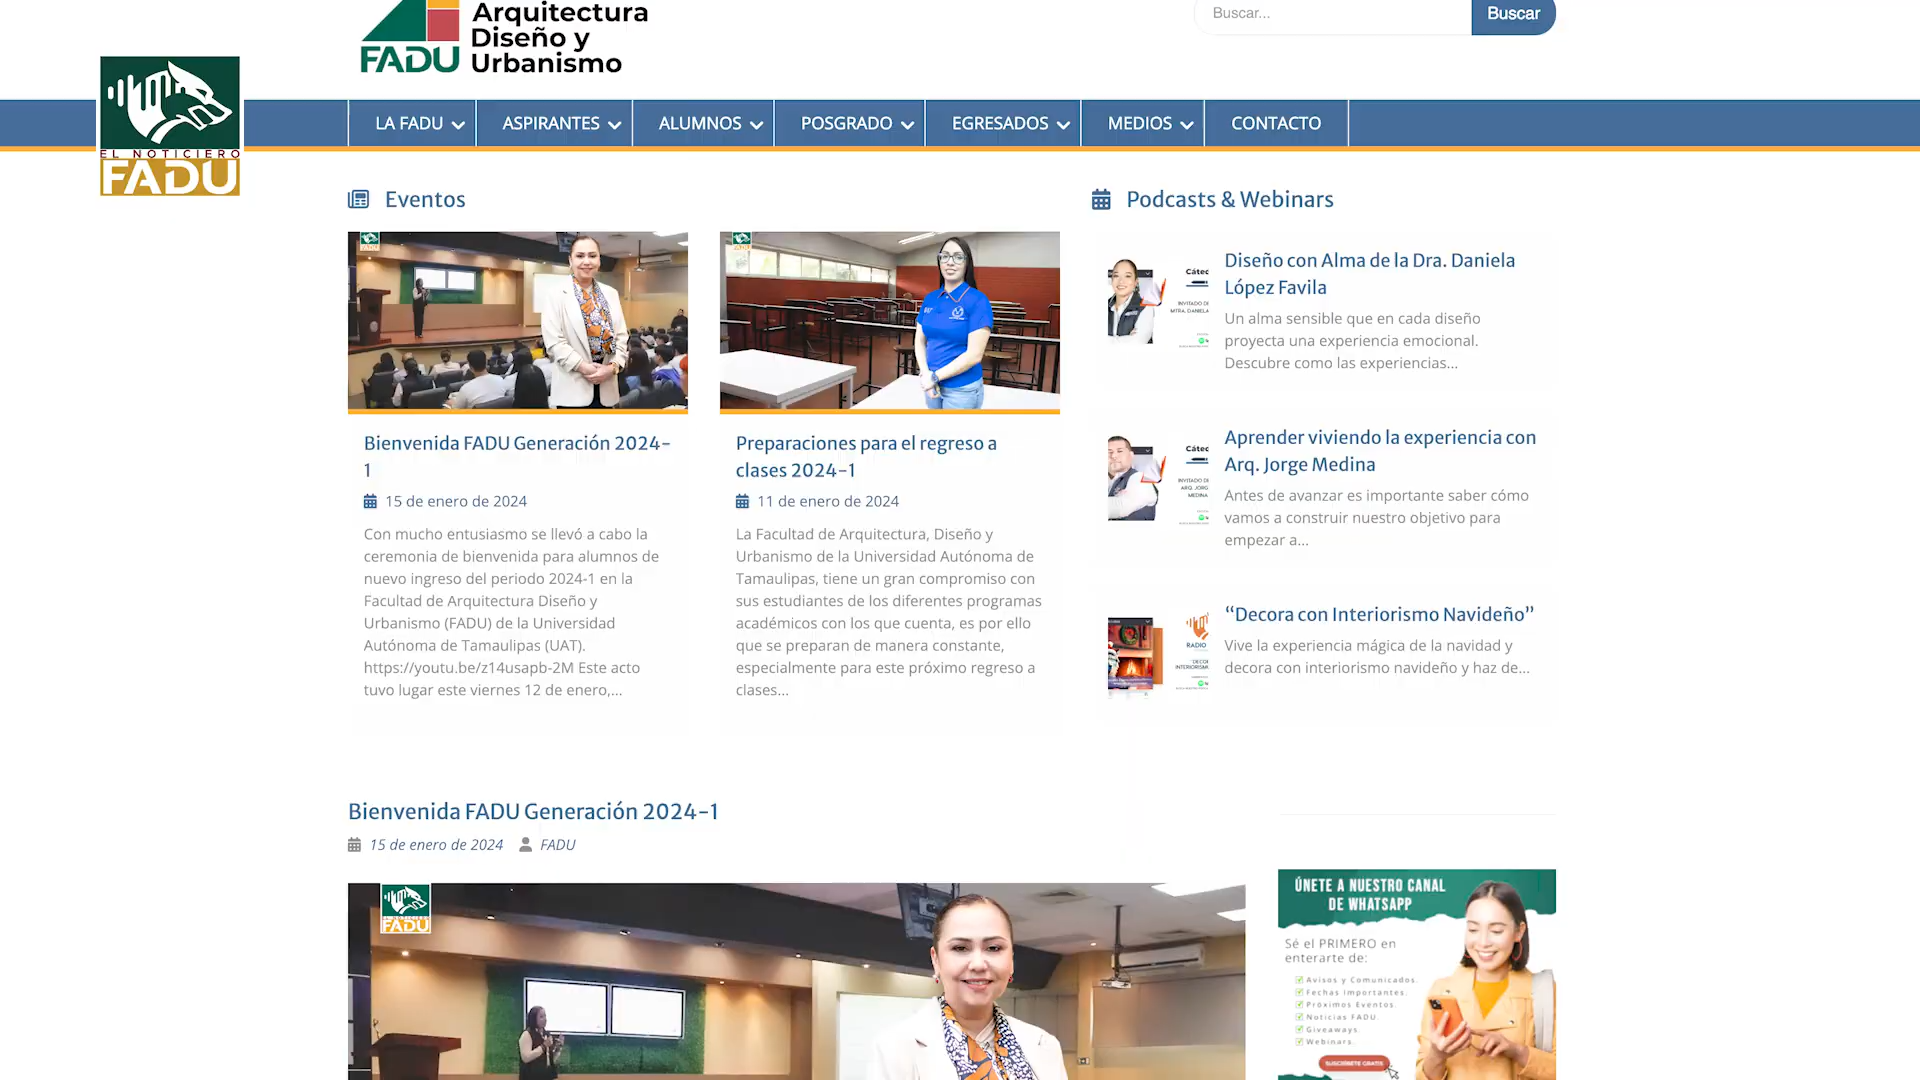 Arquitectura
Diseño y
Urbanismo
FADU
Buscar...
Buscar
EL NOTICIERO
FADU
LA FADU
ASPIRANTES
ALUMNOS
POSGRADO
EGRESADOS
MEDIOS
CONTACTO
Eventos
Bienvenida FADU Generación 2024-
1
15 de enero de 2024
Con mucho entusiasmo se llevó a cabo la
ceremonia de bienvenida para alumnos de
nuevo ingreso del periodo 2024-1 en la
Facultad de Arquitectura Diseño y
Urbanismo (FADU) de la Universidad
Autónoma de Tamaulipas (UAT).
https://youtu.be/z14usapb-2M Este acto
tuvo lugar este viernes 12 de enero,...
Preparaciones para el regreso a
clases 2024-1
11 de enero de 2024
La Facultad de Arquitectura, Diseño y
Urbanismo de la Universidad Autónoma de
Tamaulipas, tiene un gran compromiso con
sus estudiantes de los diferentes programas
académicos con los que cuenta, es por ello
que se preparan de manera constante,
especialmente para este próximo regreso a
clases...
Podcasts & Webinars
Diseño con Alma de la Dra. Daniela
López Favila
Un alma sensible que en cada diseño
proyecta una experiencia emocional.
Descubre como las experiencias...
Aprender viviendo la experiencia con
Arq. Jorge Medina
Antes de avanzar es importante saber cómo
vamos a construir nuestro objetivo para
empezar a...
“Decora con Interiorismo Navideño”
Vive la experiencia mágica de la navidad y
decora con interiorismo navideño y haz de...
Bienvenida FADU Generación 2024-1
15 de enero de 2024
FADU
FADU
ÚNETE A NUESTRO CANAL
DE WHATSAPP
Sé el PRIMERO en
enterarte de:
Avisos y Comunicados.
Fechas Importantes.
Próximos Eventos.
Noticias FADU.
Giveaways.
Webinars.
SUSCRÍBETE GRATIS